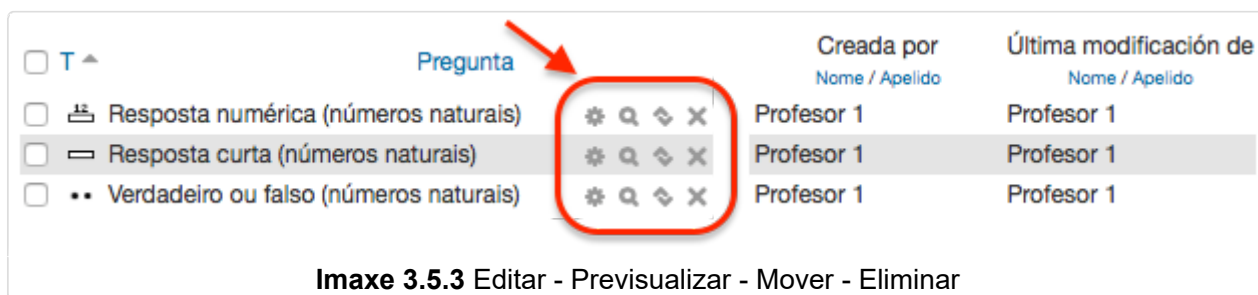 T Pregunta Creada por Última modificación de
Nome / Apelido Nome / Apelido
Resposta numérica (números naturais) Profesor 1 Profesor 1
Resposta curta (números naturais) Profesor 1 Profesor 1
Verdadeiro ou falso (números naturais) Profesor 1 Profesor 1
Imaxe 3.5.3 Editar - Previsualizar - Mover - Eliminar